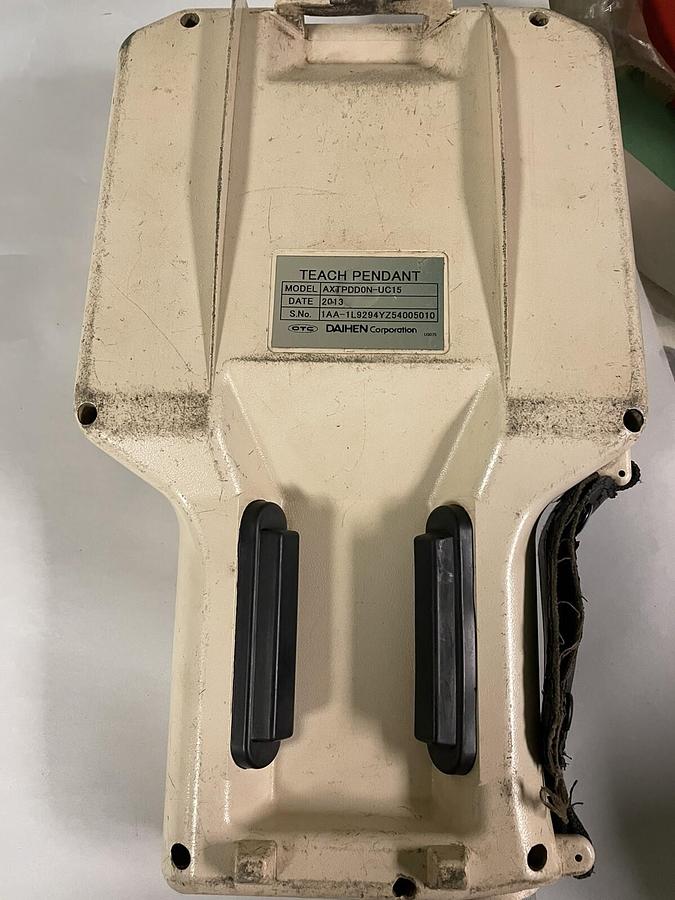 TEACH PENDANT
MODEL AXTPDD0N-UC15
DATE 2013
S.No. 1AA-1L9294YZ54005010
OTC DAIHEN Corporation